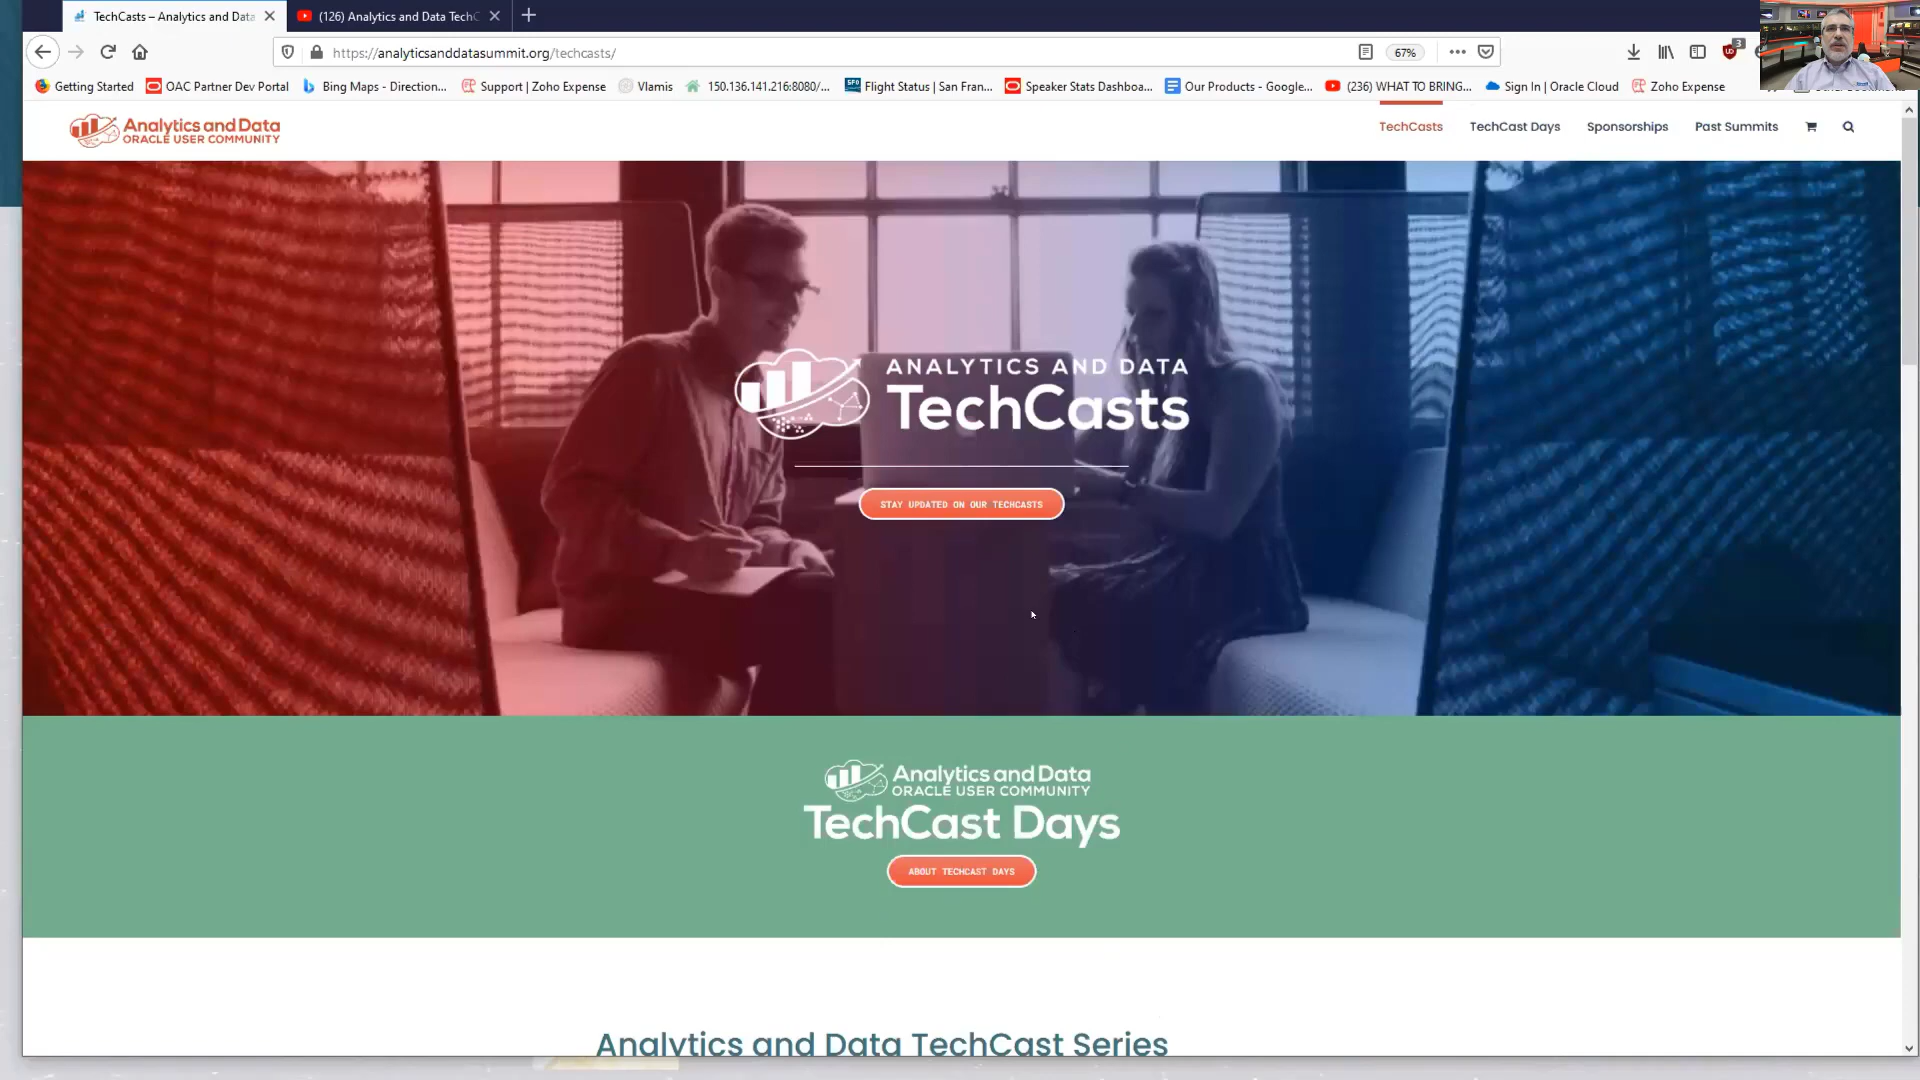 TechCasts – Analytics and Data
(126) Analytics and Data TechC
https://analyticsanddatasummit.org/techcasts/
67%
3
Getting Started
OAC Partner Dev Portal
Bing Maps - Direction...
Support | Zoho Expense
Vlamis
150.136.141.216:8080/...
Flight Status | San Fran...
Speaker Stats Dashboa...
Our Products - Google...
(236) WHAT TO BRING...
Sign In | Oracle Cloud
Zoho Expense
Analytics and Data
ORACLE USER COMMUNITY
TechCasts
TechCast Days
Sponsorships
Past Summits
ANALYTICS AND DATA
TechCasts
STAY UPDATED ON OUR TECHCASTS
Analytics and Data
ORACLE USER COMMUNITY
TechCast Days
ABOUT TECHCAST DAYS
Analytics and Data TechCast Series